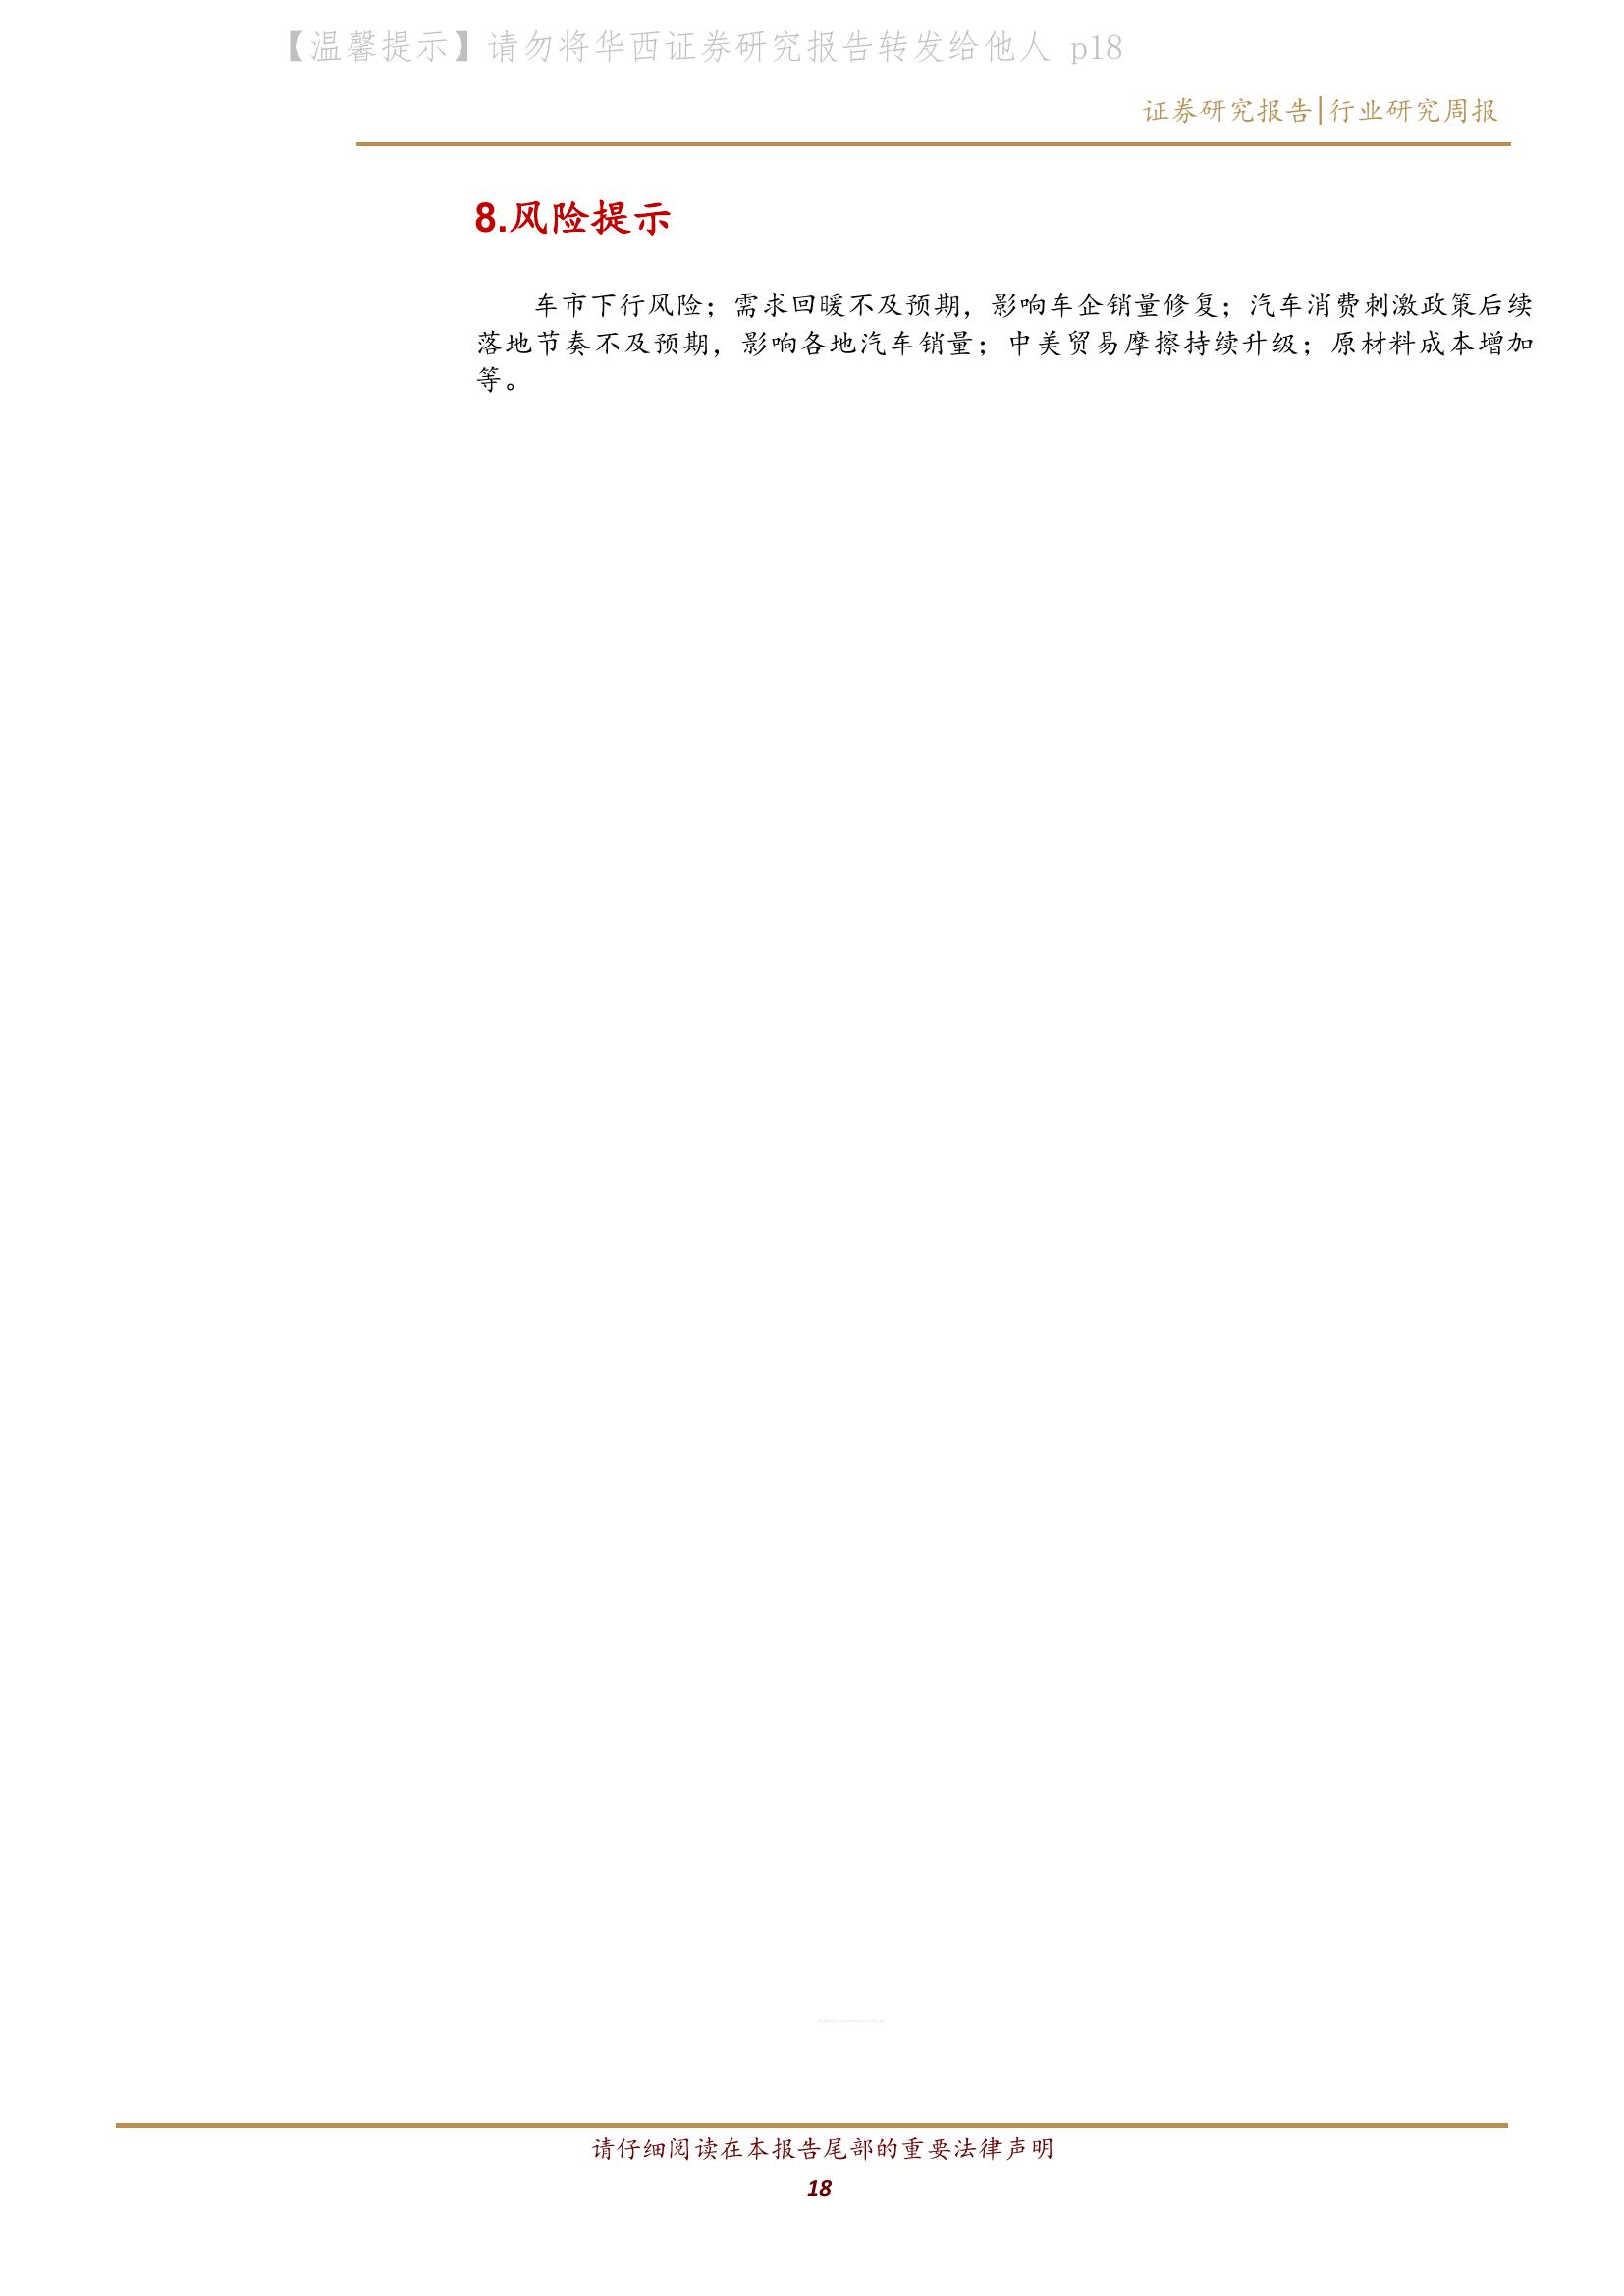 【温馨提示】请勿将华西证券研究报告转发给他人 p18
证券研究报告|行业研究周报
8.风险提示
车市下行风险；需求回暖不及预期，影响车企销量修复；汽车消费刺激政策后续
落地节奏不及预期，影响各地汽车销量；中美贸易摩擦持续升级；原材料成本增加
等。
请仔细阅读在本报告尾部的重要法律声明
18